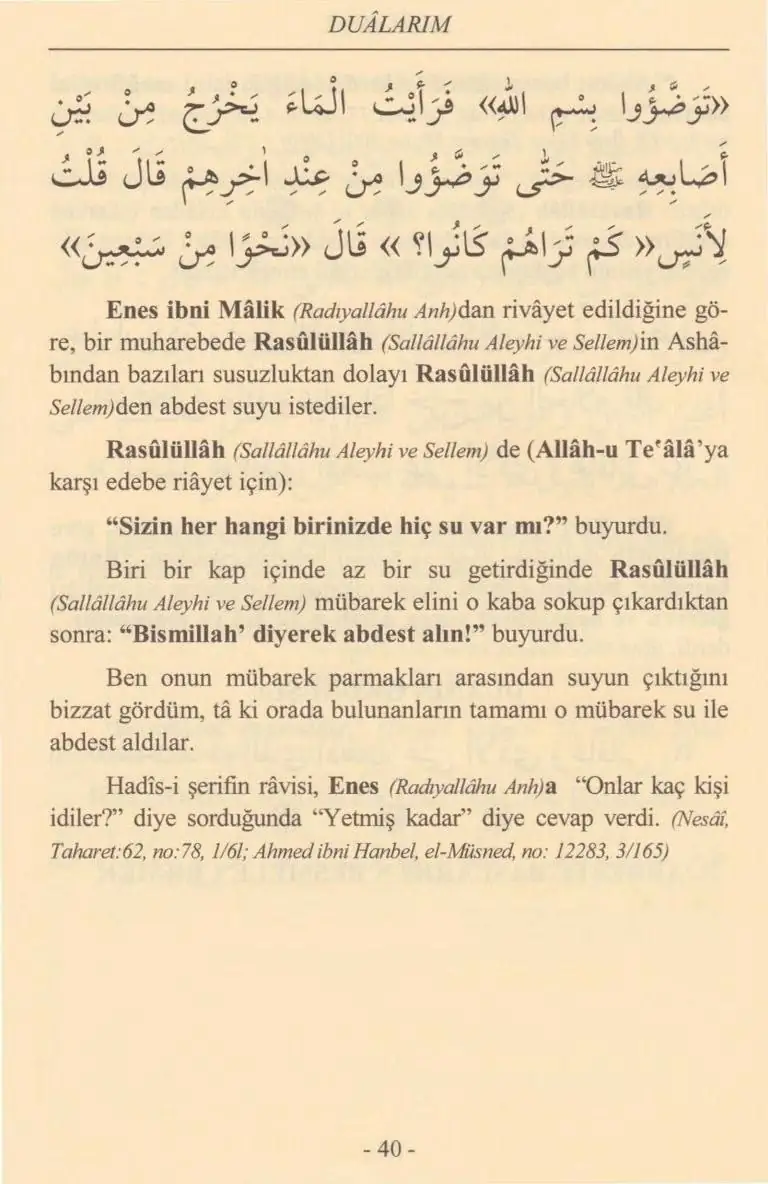 DUÂLARIM
«تَوَضَّؤُوا بِسْمِ اللهِ» فَرَأَيْتُ الْمَاءَ يَخْرُجُ مِنْ بَيْنِ
أَصَابِعِهِ ﷺ حَتّٰى تَوَضَّؤُوا مِنْ عِنْدِ اٰخِرِهِمْ قَالَ قُلْتُ
لِأَنَسٍ« كَمْ تَرَاهُمْ كَانُوا؟ » قَالَ «نَحْوًا مِنْ سَبْعِينَ»
Enes ibni Mâlik (Radıyallâhu Anh)dan rivâyet edildiğine gö-
re, bir muharebede Rasûlüllâh (Sallâllâhu Aleyhi ve Sellem)in Ashâ-
bından bazıları susuzluktan dolayı Rasûlüllâh (Sallâllâhu Aleyhi ve
Sellem)den abdest suyu istediler.
Rasûlüllâh (Sallâllâhu Aleyhi ve Sellem) de (Allâh-u Te‘âlâ’ya
karşı edebe riâyet için):
“Sizin her hangi birinizde hiç su var mı?” buyurdu.
Biri bir kap içinde az bir su getirdiğinde Rasûlüllâh
(Sallâllâhu Aleyhi ve Sellem) mübarek elini o kaba sokup çıkardıktan
sonra: “Bismillah’ diyerek abdest alın!” buyurdu.
Ben onun mübarek parmakları arasından suyun çıktığını
bizzat gördüm, tâ ki orada bulunanların tamamı o mübarek su ile
abdest aldılar.
Hadîs-i şerifin râvisi, Enes (Radıyallâhu Anh)a “Onlar kaç kişi
idiler?” diye sorduğunda “Yetmiş kadar” diye cevap verdi. (Nesâî,
Taharet:62, no:78, 1/6l; Ahmed ibni Hanbel, el-Müsned, no: 12283, 3/165)
- 40 -